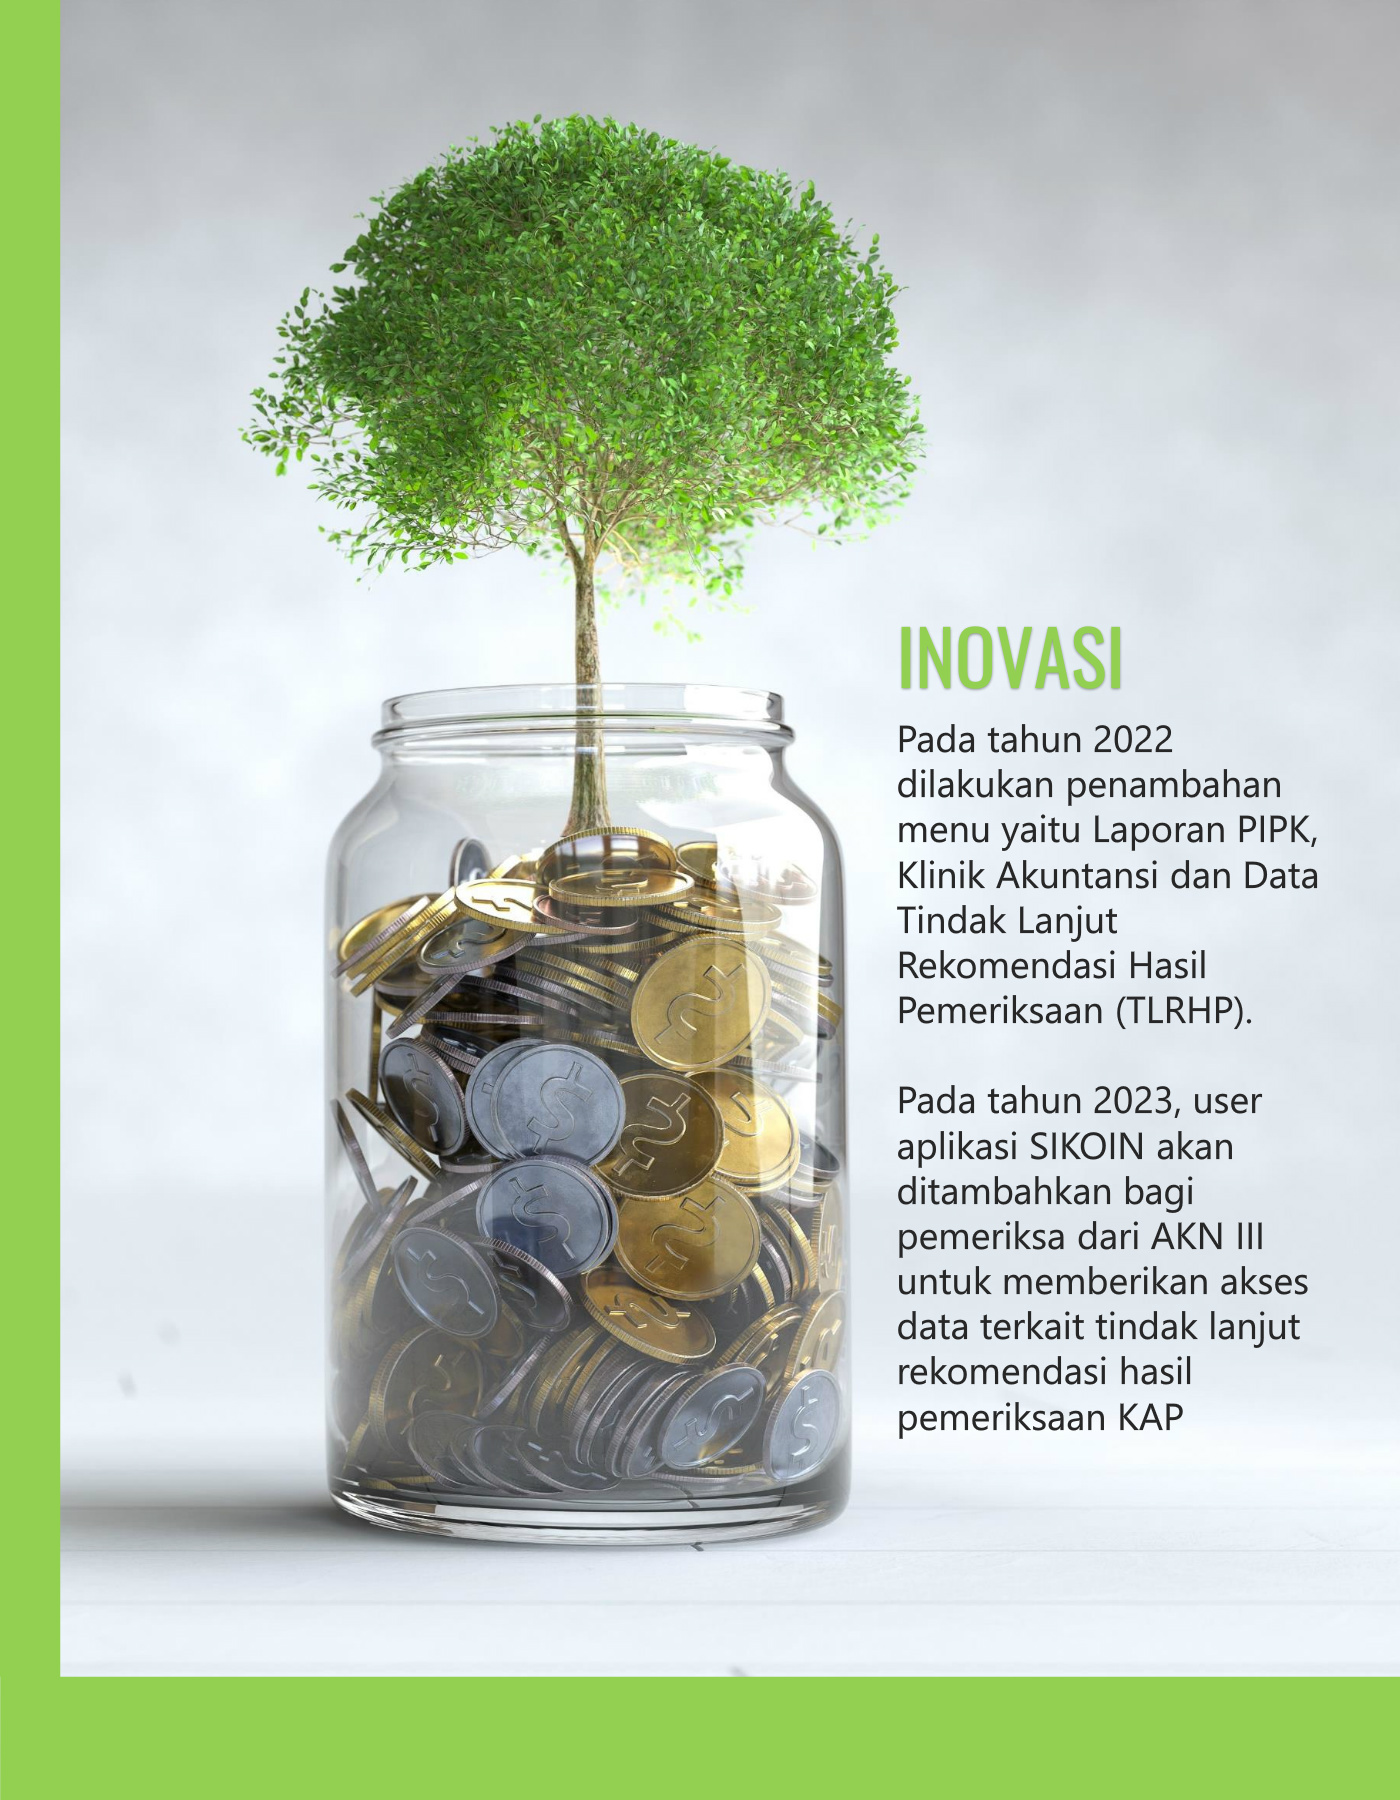 INOVASI
Pada tahun 2022
dilakukan penambahan
menu yaitu Laporan PIPK,
Klinik Akuntansi dan Data
Tindak Lanjut
Rekomendasi Hasil
Pemeriksaan (TLRHP).
Pada tahun 2023, user
aplikasi SIKOIN akan
ditambahkan bagi
pemeriksa dari AKN III
untuk memberikan akses
data terkait tindak lanjut
rekomendasi hasil
pemeriksaan KAP